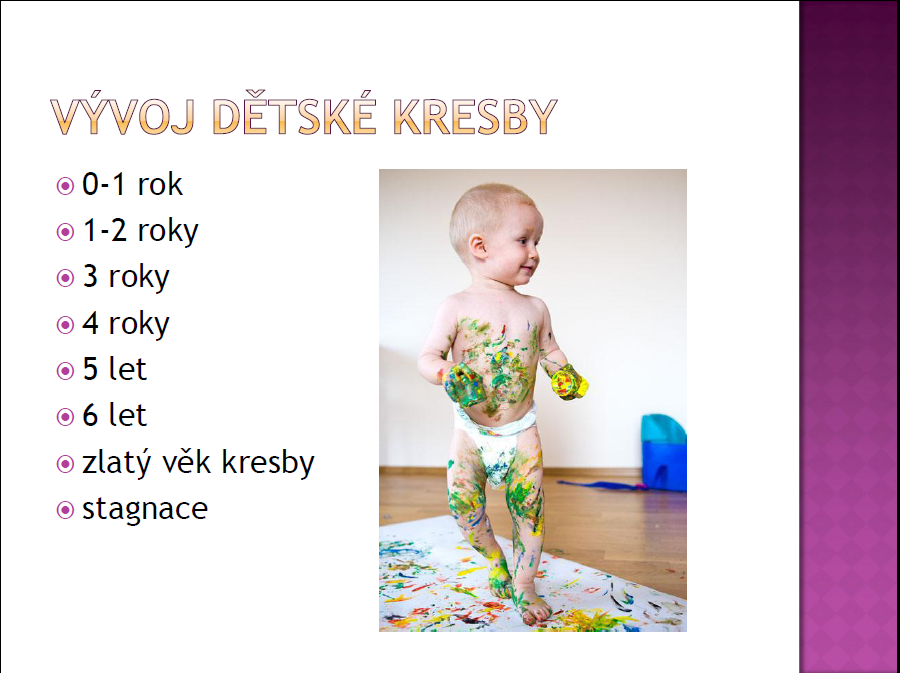 VÝVOJ DĚTSKÉ KRESBY
0-1 rok
1-2 roky
3 roky
4 roky
5 let
6 let
zlatý věk kresby
stagnace